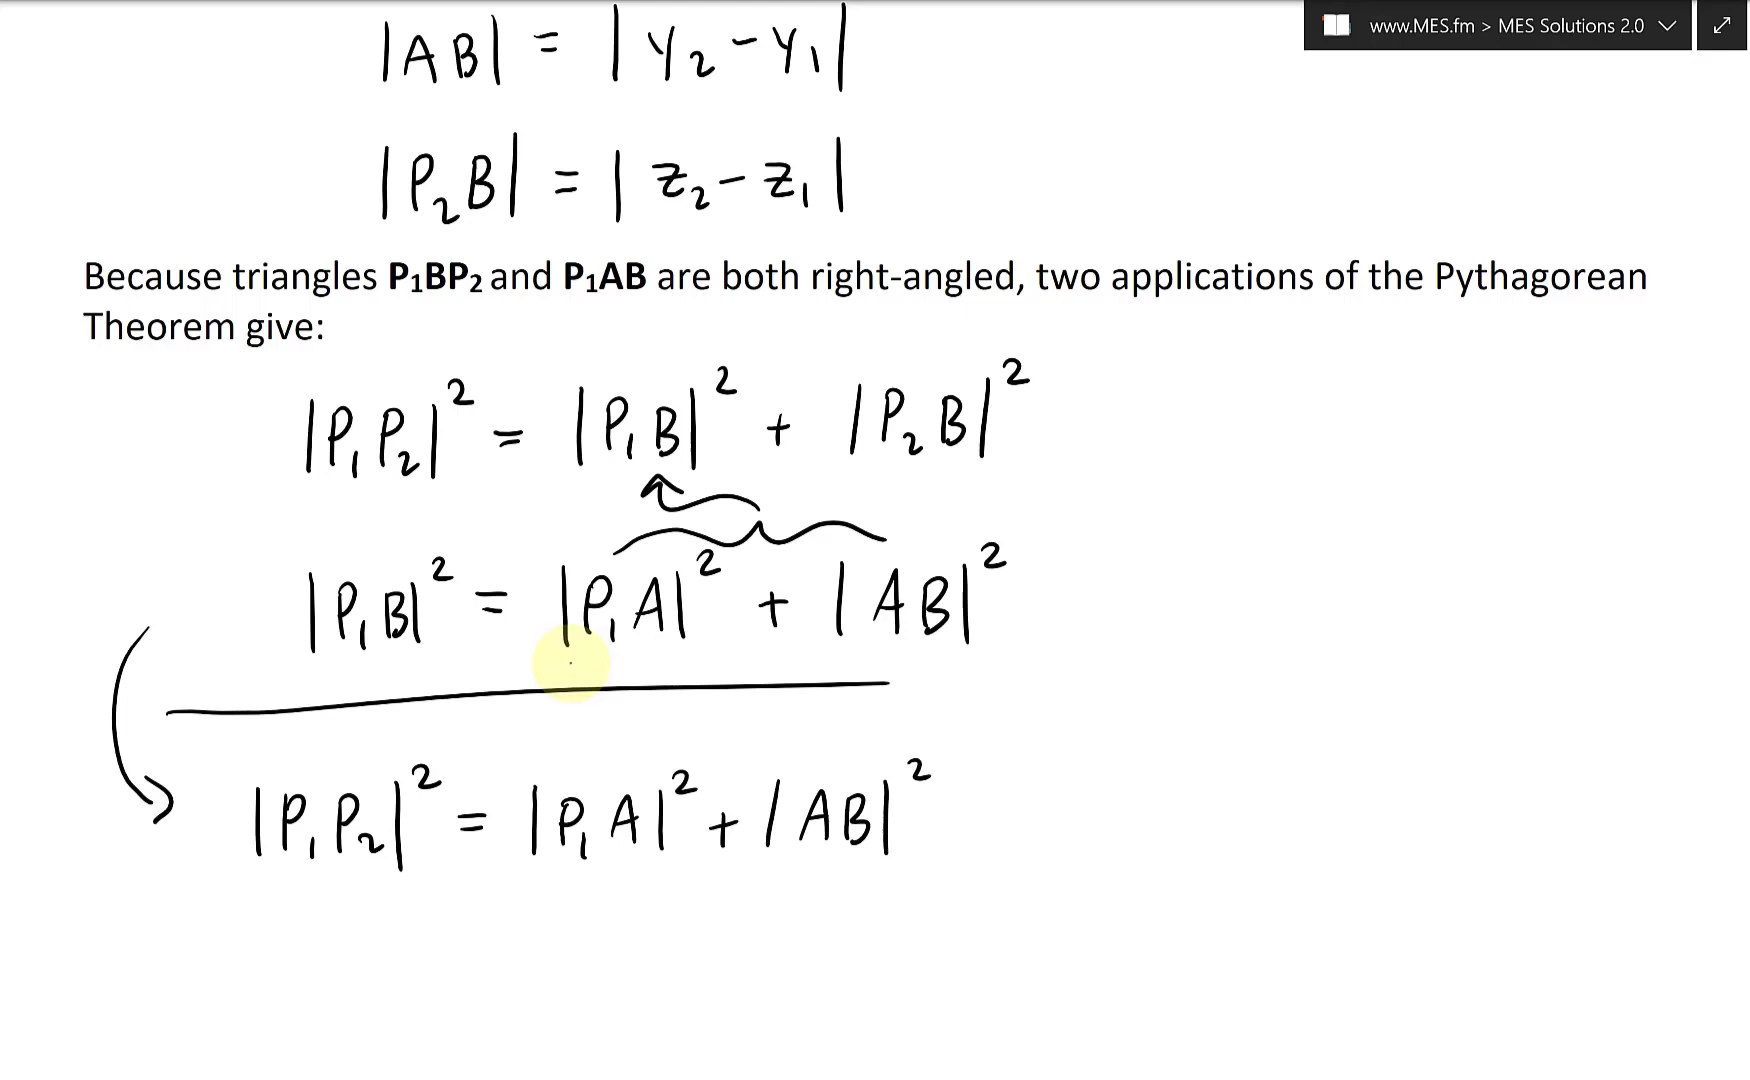 www.MES.fm > MES Solutions 2.0
|AB| = |y₂-y₁|
|P₂B| = |z₂-z₁|
Because triangles P₁BP₂ and P₁AB are both right-angled, two applications of the Pythagorean
Theorem give:
|P₁P₂|² = |P₁B|² + |P₂B|²
|P₁B|² = |P₁A|² + |AB|²
|P₁P₂|² = |P₁A|² + |AB|²